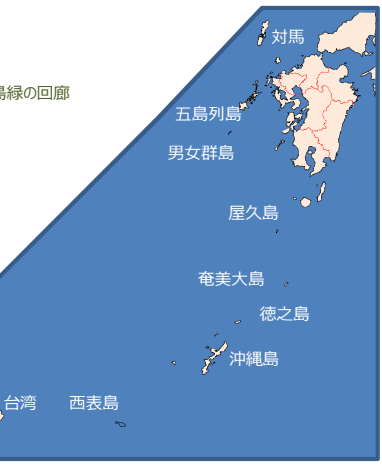 対馬
島緑の回廊
五島列島
男女群島
屋久島
奄美大島
徳之島
沖縄島
台湾
西表島